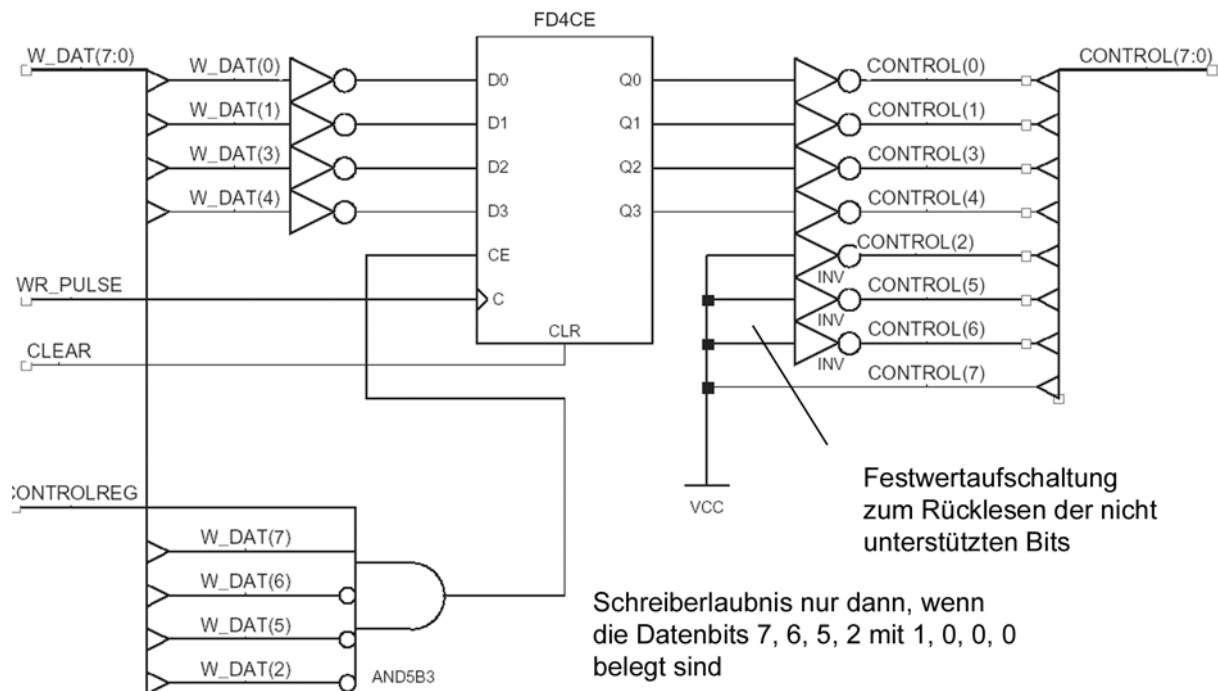 FD4CE
W_DAT(7:0)
W_DAT(0)
D0
Q0
CONTROL(0)
CONTROL(7:0)
W_DAT(1)
D1
Q1
CONTROL(1)
W_DAT(3)
D2
Q2
CONTROL(3)
W_DAT(4)
D3
Q3
CONTROL(4)
CE
CONTROL(2)
INV
WR_PULSE
C
CONTROL(5)
INV
CLEAR
CLR
CONTROL(6)
INV
CONTROL(7)
VCC
Festwertaufschaltung
zum Rücklesen der nicht
unterstützten Bits
CONTROLREG
W_DAT(7)
W_DAT(6)
W_DAT(5)
W_DAT(2)
AND5B3
Schreiberlaubnis nur dann, wenn
die Datenbits 7, 6, 5, 2 mit 1, 0, 0, 0
belegt sind